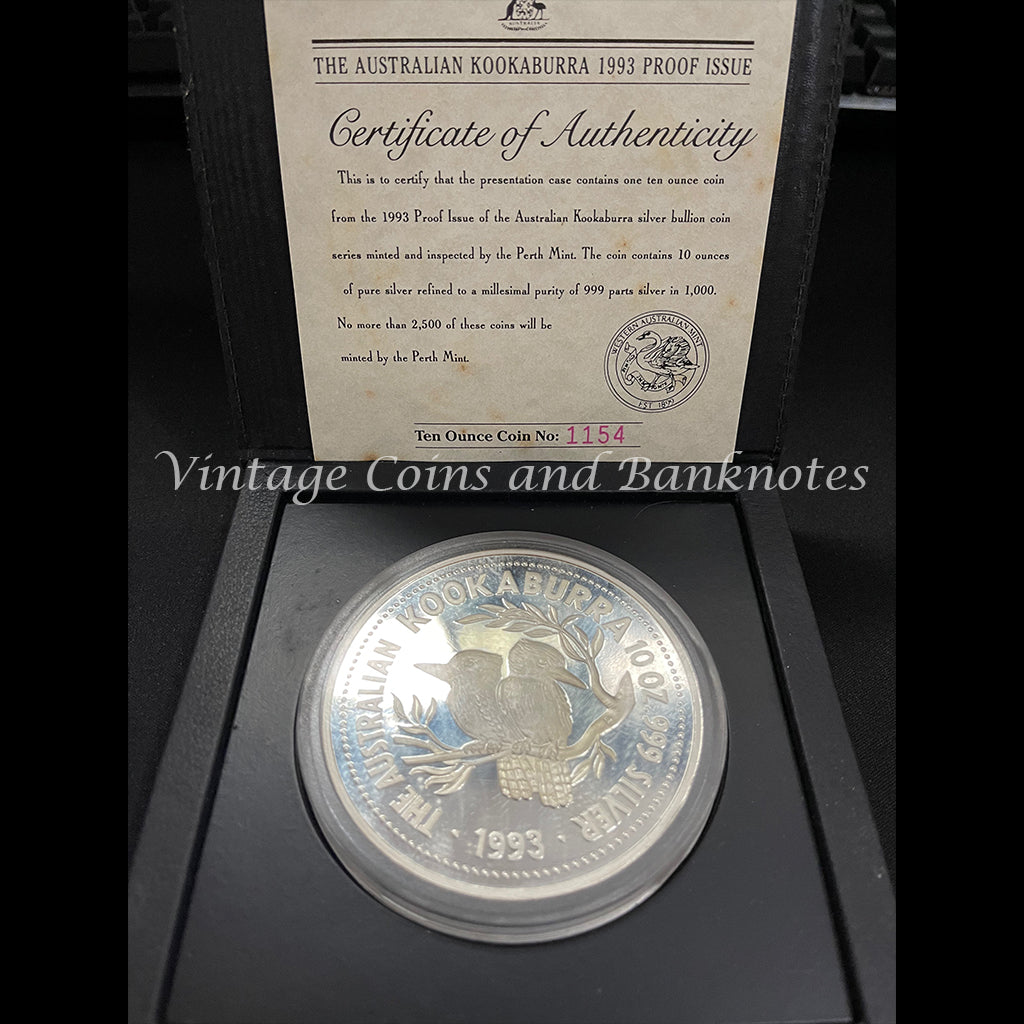 AUSTRALIA
THE AUSTRALIAN KOOKABURRA 1993 PROOF ISSUE
Certificate of Authenticity
This is to certify that the presentation case contains one ten ounce coin
from the 1993 Proof Issue of the Australian Kookaburra silver bullion coin
series minted and inspected by the Perth Mint. The coin contains 10 ounces
of pure silver refined to a millesimal purity of 999 parts silver in 1,000.
No more than 2,500 of these coins will be
minted by the Perth Mint.
WESTERN AUSTRALIAN MINT
EST 1899
Ten Ounce Coin No: 1154
Vintage Coins and Banknotes
THE AUSTRALIAN KOOKABURRA 10 OZ 999 SILVER
· 1993 ·